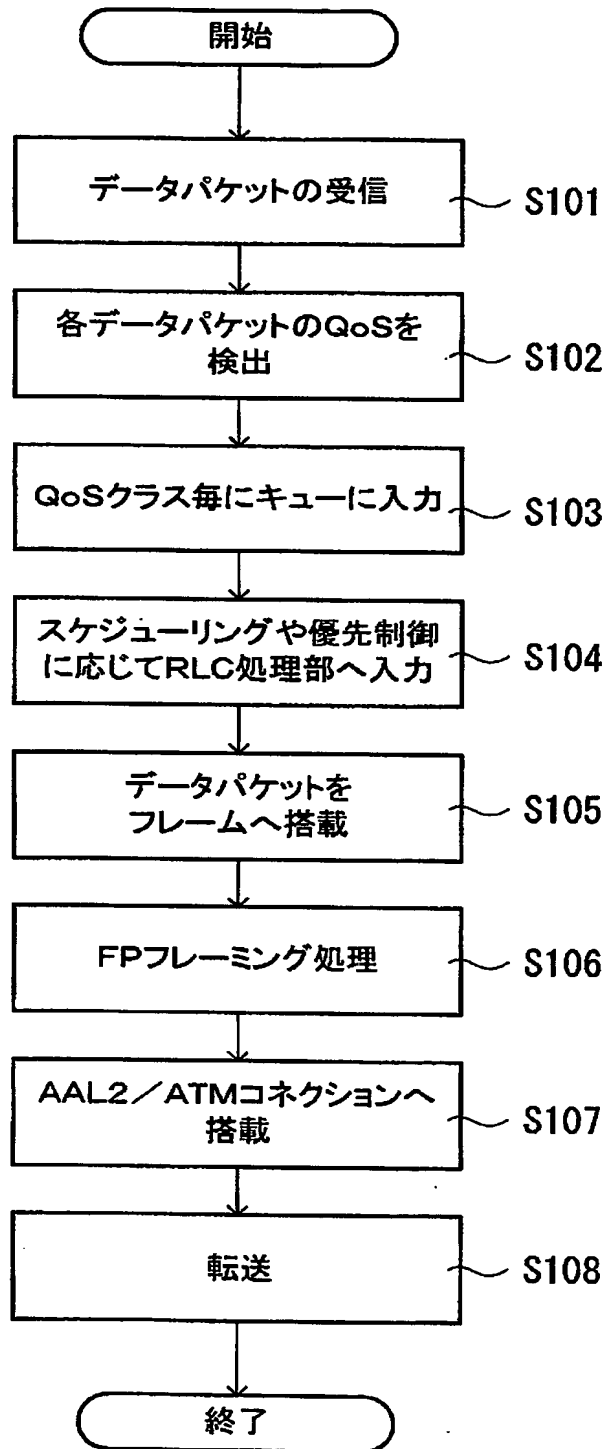 開始
データパケットの受信
S101
各データパケットのQoSを
検出
S102
QoSクラス毎にキューに入力
S103
スケジューリングや優先制御
に応じてRLC処理部へ入力
S104
データパケットを
フレームへ搭載
S105
FPフレーミング処理
S106
AAL2／ATMコネクションへ
搭載
S107
転送
S108
終了